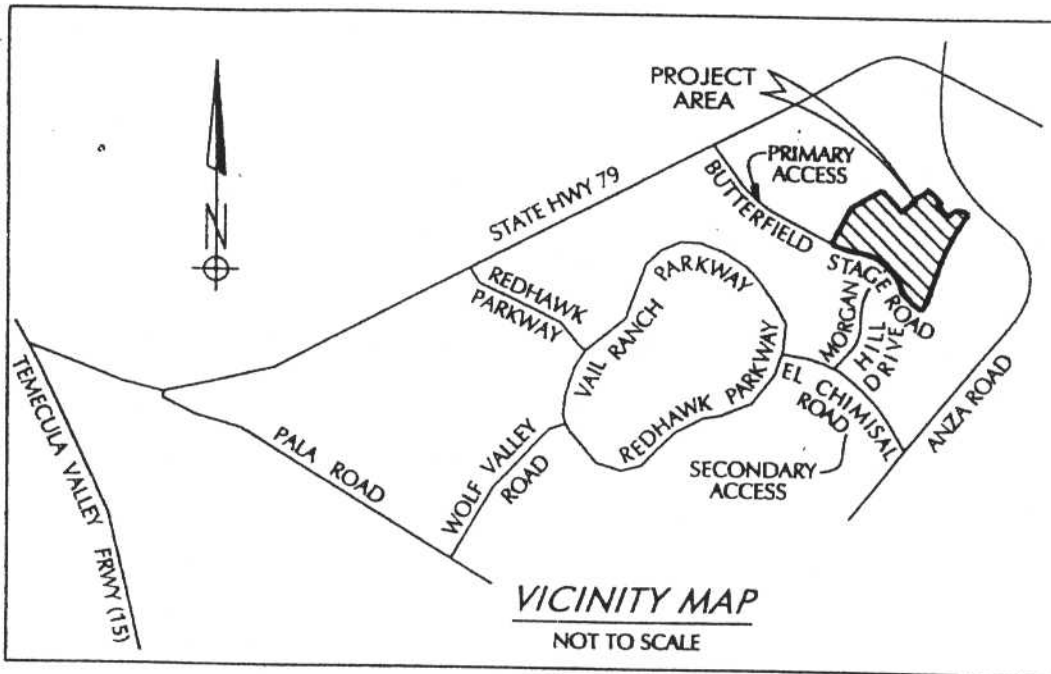 PROJECT
AREA
PRIMARY
ACCESS
STATE HWY 79
BUTTERFIELD
STAGE ROAD
REDHAWK
PARKWAY
VAIL RANCH
PARKWAY
MORGAN
HILL
DRIVE
N
REDHAWK PARKWAY
EL CHIMISAL
ROAD
ANZA ROAD
TEMECULA VALLEY FRWY (15)
PALA ROAD
WOLF VALLEY
ROAD
SECONDARY
ACCESS
VICINITY MAP
NOT TO SCALE